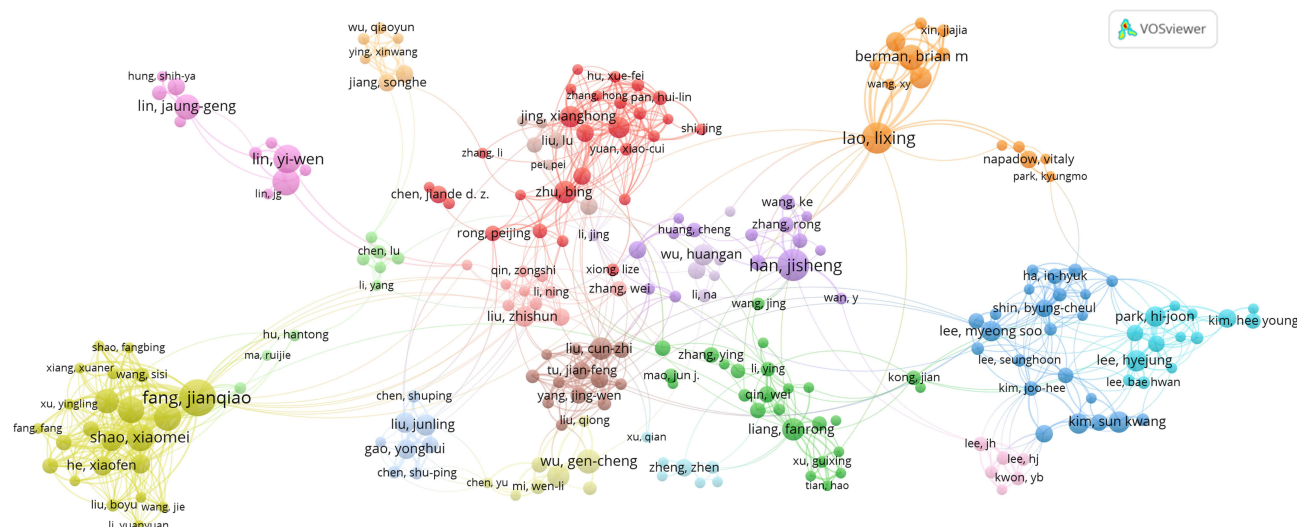 wu, qiaoyun
xin, jiajia
VOSviewer
ying, xinwang
berman, brian m
hung, shih-ya
jiang, songhe
hu, xue-fei
wang, xy
lin, jaung-geng
zhang, hong
pan, hui-lin
jing, xianghong
shi, jing
lao, lixing
liu, lu
yuan, xiao-cui
lin, yi-wen
zhang, li
pei, pei
napadow, vitaly
park, kyungmo
lin, jg
chen, jiande d. z.
zhu, bing
wang, ke
zhang, rong
rong, peijing
li, jing
huang, cheng
chen, lu
wu, huangan
han, jisheng
qin, zongshi
xiong, lize
li, yang
li, ning
zhang, wei
li, na
wan, y
ha, in-hyuk
shin, byung-cheul
wang, jing
liu, zhishun
park, hi-joon
kim, hee young
lee, myeong soo
hu, hantong
shao, fangbing
ma, ruijie
liu, cun-zhi
zhang, ying
lee, seunghoon
lee, hyejung
xiang, xuaner
wang, sisi
tu, jian-feng
li, ying
mao, jun j.
kong, jian
lee, bae hwan
fang, jianqiao
chen, shuping
yang, jing-wen
qin, wei
kim, joo-hee
xu, yingling
fang, fang
liu, junling
liu, qiong
liang, fanrong
kim, sun kwang
shao, xiaomei
gao, yonghui
xu, qian
lee, jh
he, xiaofen
chen, shu-ping
wu, gen-cheng
zheng, zhen
xu, guixing
lee, hj
kwon, yb
chen, yu
mi, wen-li
tian, hao
liu, boyu
wang, jie
li, yuanyuan